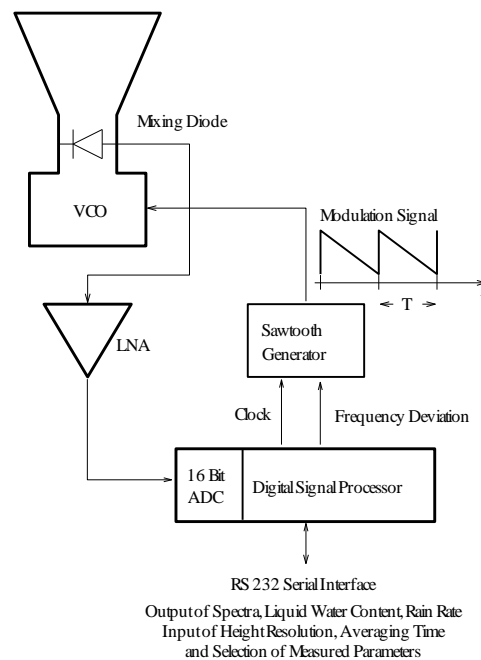 Mixing Diode
VCO
Modulation Signal
T
LNA
Sawtooth
Generator
Clock
Frequency Deviation
16 Bit
ADC
Digital Signal Processor
RS 232 Serial Interface
Output of Spectra, Liquid Water Content, Rain Rate
Input of Height Resolution, Averaging Time
and Selection of Measured Parameters